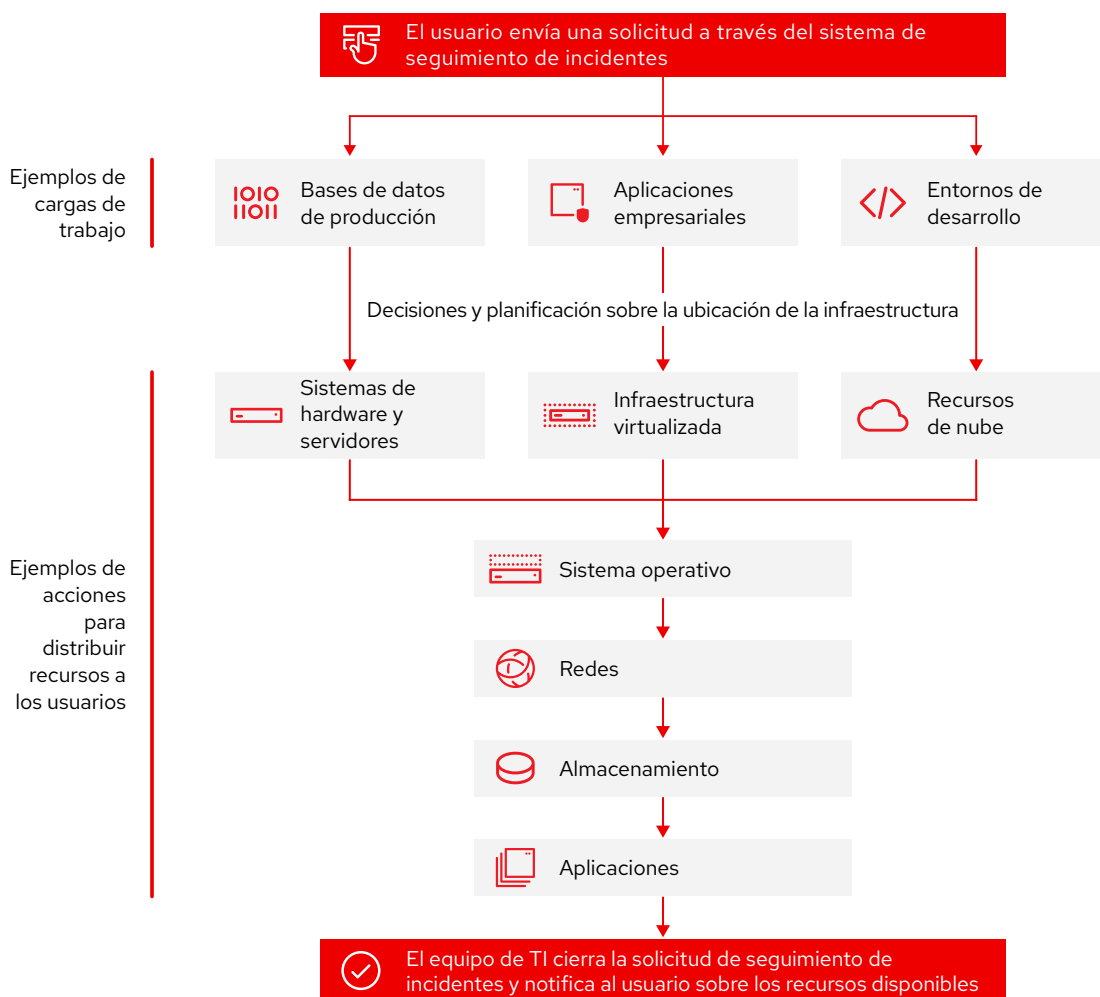 El usuario envía una solicitud a través del sistema de
seguimiento de incidentes
Ejemplos de
cargas de
trabajo
1010
11011
Bases de datos
de producción
Aplicaciones
empresariales
</>
Entornos de
desarrollo
Decisiones y planificación sobre la ubicación de la infraestructura
Ejemplos de
acciones
para
distribuir
recursos a
los usuarios
Sistemas de
hardware y
servidores
Infraestructura
virtualizada
Recursos
de nube
Sistema operativo
Redes
Almacenamiento
Aplicaciones
El equipo de TI cierra la solicitud de seguimiento de
incidentes y notifica al usuario sobre los recursos disponibles